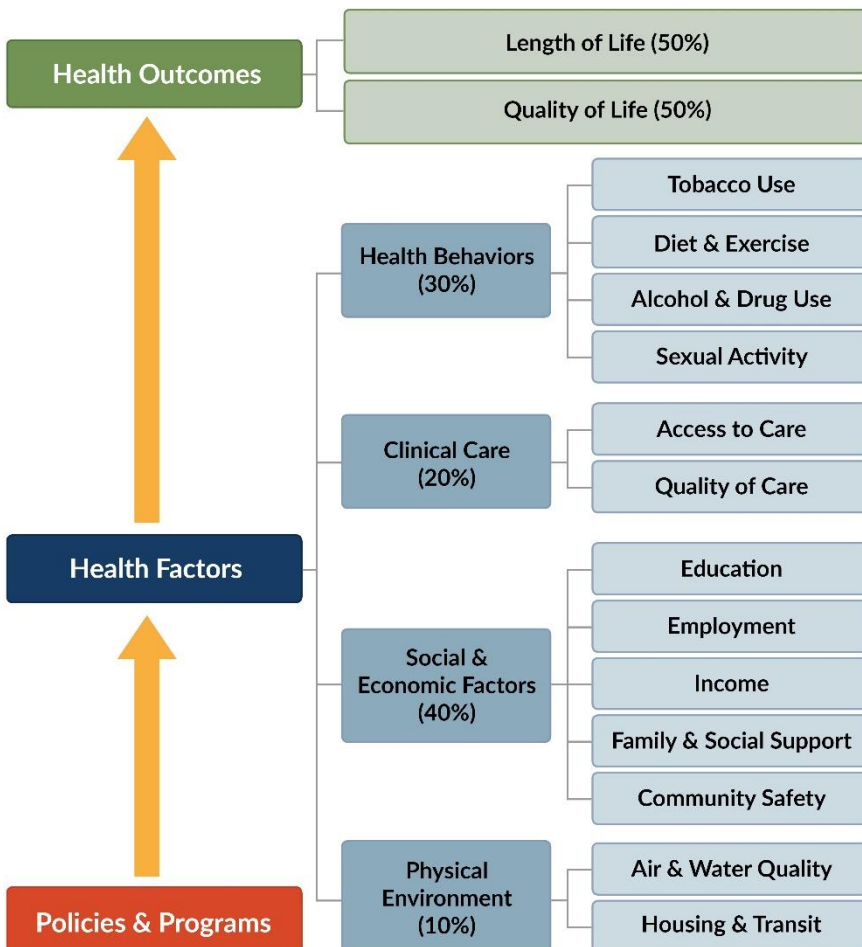 Health Outcomes
Length of Life (50%)
Quality of Life (50%)
Health Factors
Health Behaviors
(30%)
Tobacco Use
Diet & Exercise
Alcohol & Drug Use
Sexual Activity
Clinical Care
(20%)
Access to Care
Quality of Care
Social &
Economic Factors
(40%)
Education
Employment
Income
Family & Social Support
Community Safety
Physical
Environment
(10%)
Air & Water Quality
Housing & Transit
Policies & Programs